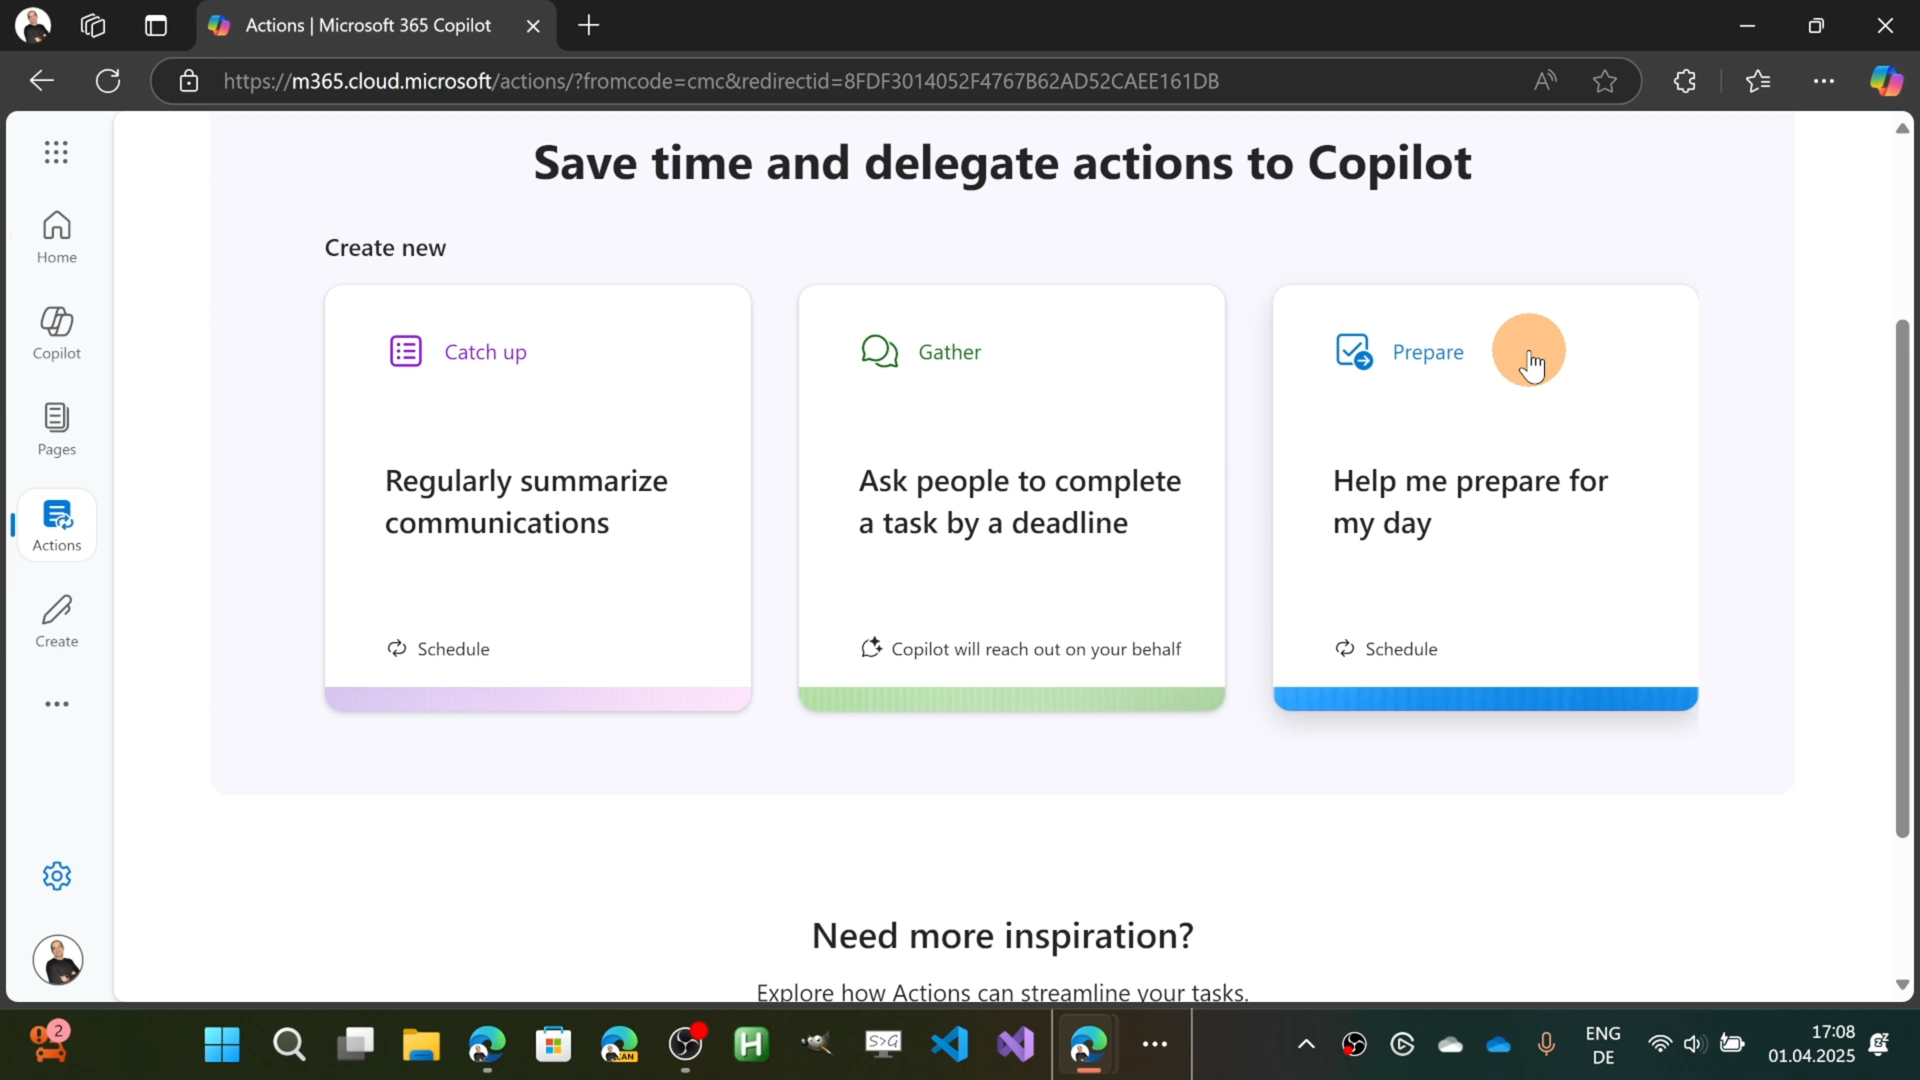 Actions | Microsoft 365 Copilot
https://m365.cloud.microsoft/actions/?fromcode=cmc&redirectid=8FDF3014052F4767B62AD52CAEE161DB
Save time and delegate actions to Copilot
Home
Copilot
Pages
Actions
Create
Create new
Catch up
Regularly summarize
communications
Schedule
Gather
Ask people to complete
a task by a deadline
Copilot will reach out on your behalf
Prepare
Help me prepare for
my day
Schedule
Need more inspiration?
Explore how Actions can streamline your tasks.
2
CAN
H
S>G
ENG
DE
17:08
01.04.2025